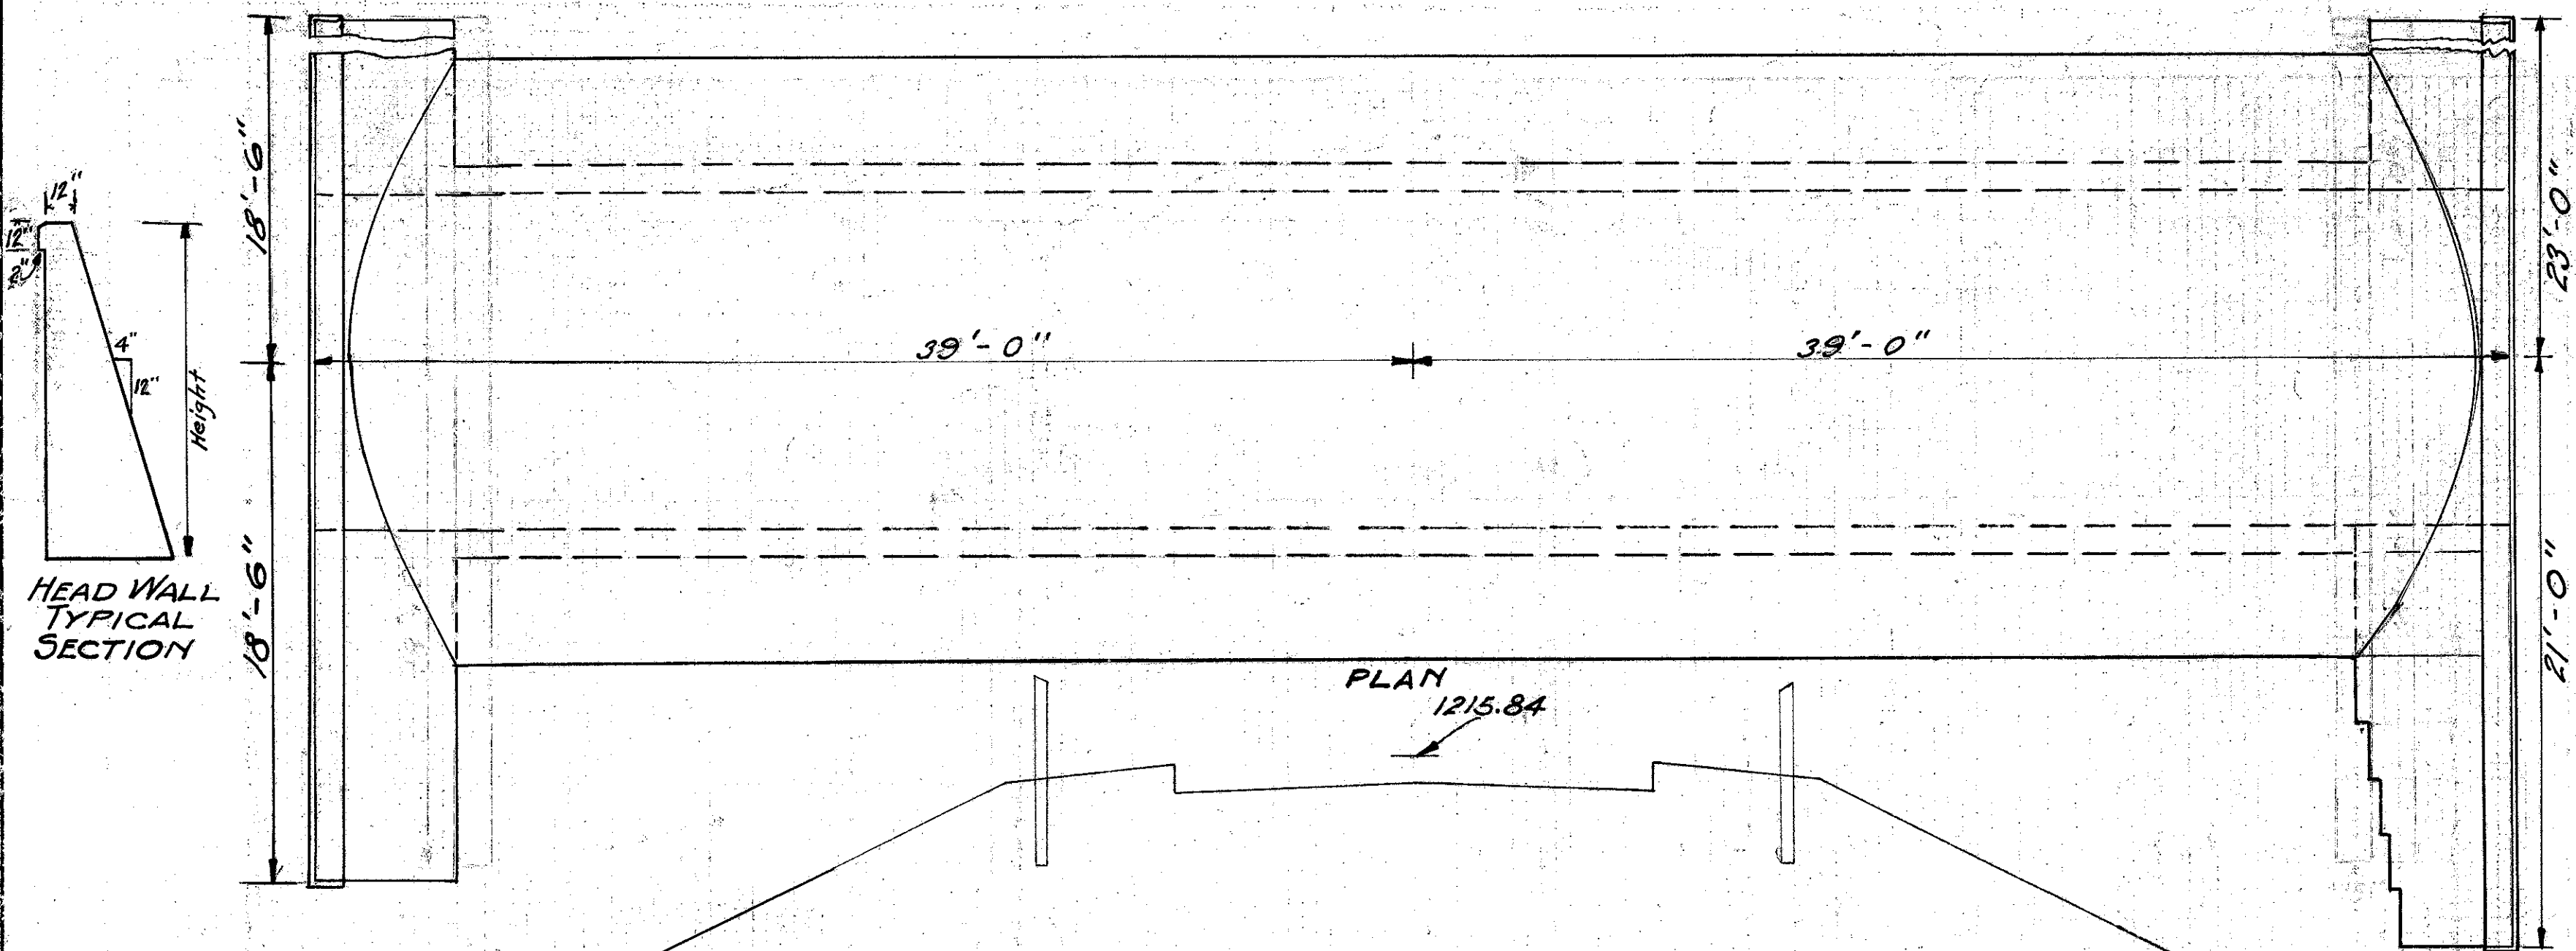 12"
12"
2"
4"
12"
Height
HEAD WALL
TYPICAL
SECTION
18'-6"
18'-6"
39'-0"
39'-0"
23'-0"
21'-0"
PLAN
1215.84